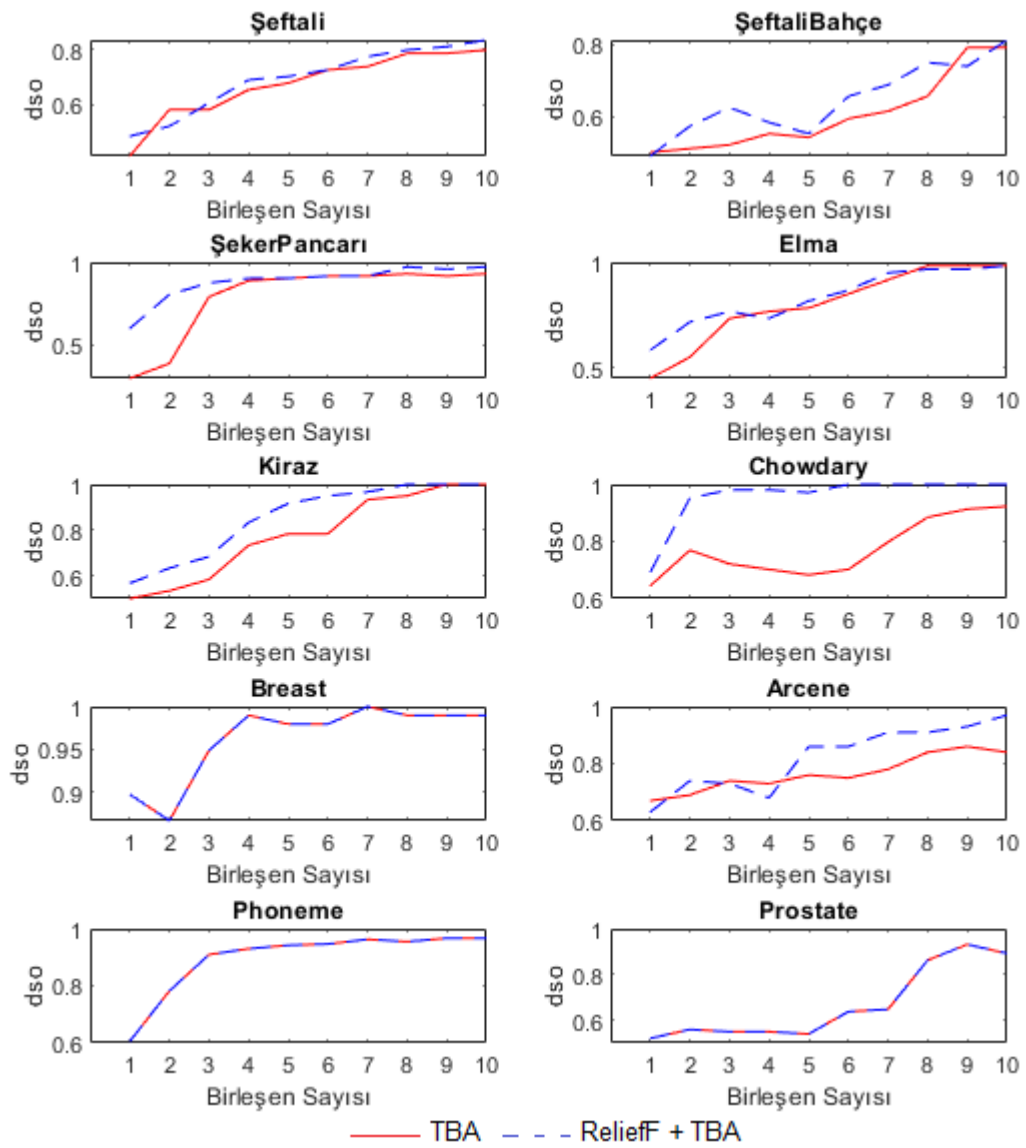 Şeftali
dso
0.8
0.6
1 2 3 4 5 6 7 8 9 10
Birleşen Sayısı
ŞeftaliBahçe
dso
0.8
0.6
1 2 3 4 5 6 7 8 9 10
Birleşen Sayısı
ŞekerPancarı
dso
1
0.5
1 2 3 4 5 6 7 8 9 10
Birleşen Sayısı
Elma
dso
1
0.5
1 2 3 4 5 6 7 8 9 10
Birleşen Sayısı
Kiraz
dso
1
0.8
0.6
1 2 3 4 5 6 7 8 9 10
Birleşen Sayısı
Chowdary
dso
1
0.8
0.6
1 2 3 4 5 6 7 8 9 10
Birleşen Sayısı
Breast
dso
1
0.95
0.9
1 2 3 4 5 6 7 8 9 10
Birleşen Sayısı
Arcene
dso
1
0.8
0.6
1 2 3 4 5 6 7 8 9 10
Birleşen Sayısı
Phoneme
dso
1
0.8
0.6
1 2 3 4 5 6 7 8 9 10
Birleşen Sayısı
Prostate
dso
1
0.8
0.6
1 2 3 4 5 6 7 8 9 10
Birleşen Sayısı
TBA ReliefF + TBA